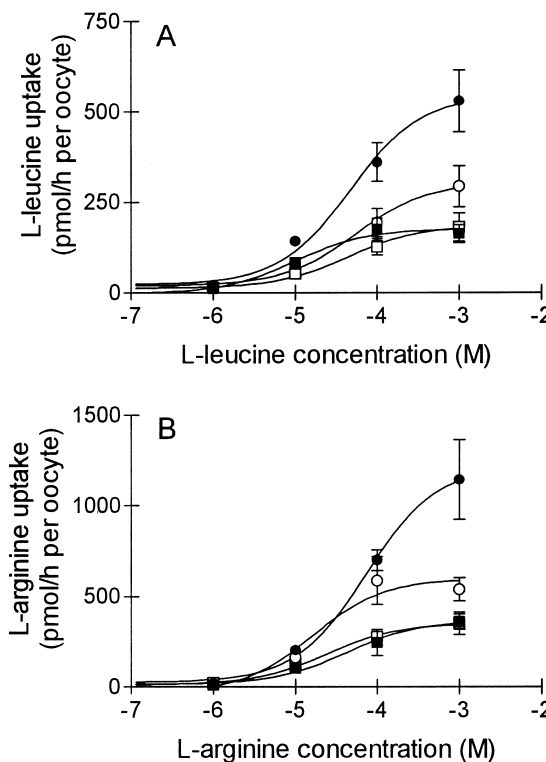 A
L-leucine uptake
(pmol/h per oocyte)
750
500
250
0
-7
-6
-5
-4
-3
-2
L-leucine concentration (M)
B
L-arginine uptake
(pmol/h per oocyte)
1500
1000
500
0
-7
-6
-5
-4
-3
-2
L-arginine concentration (M)